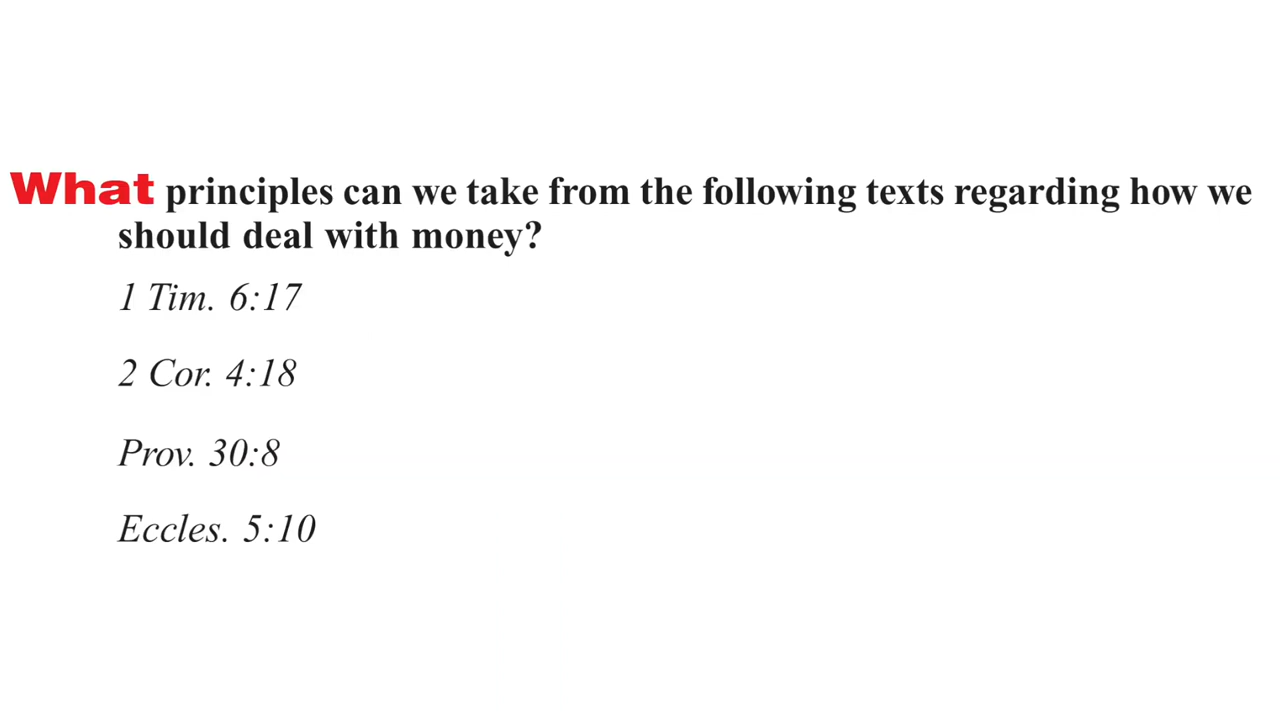 What principles can we take from the following texts regarding how we
should deal with money?
1 Tim. 6:17
2 Cor. 4:18
Prov. 30:8
Eccles. 5:10